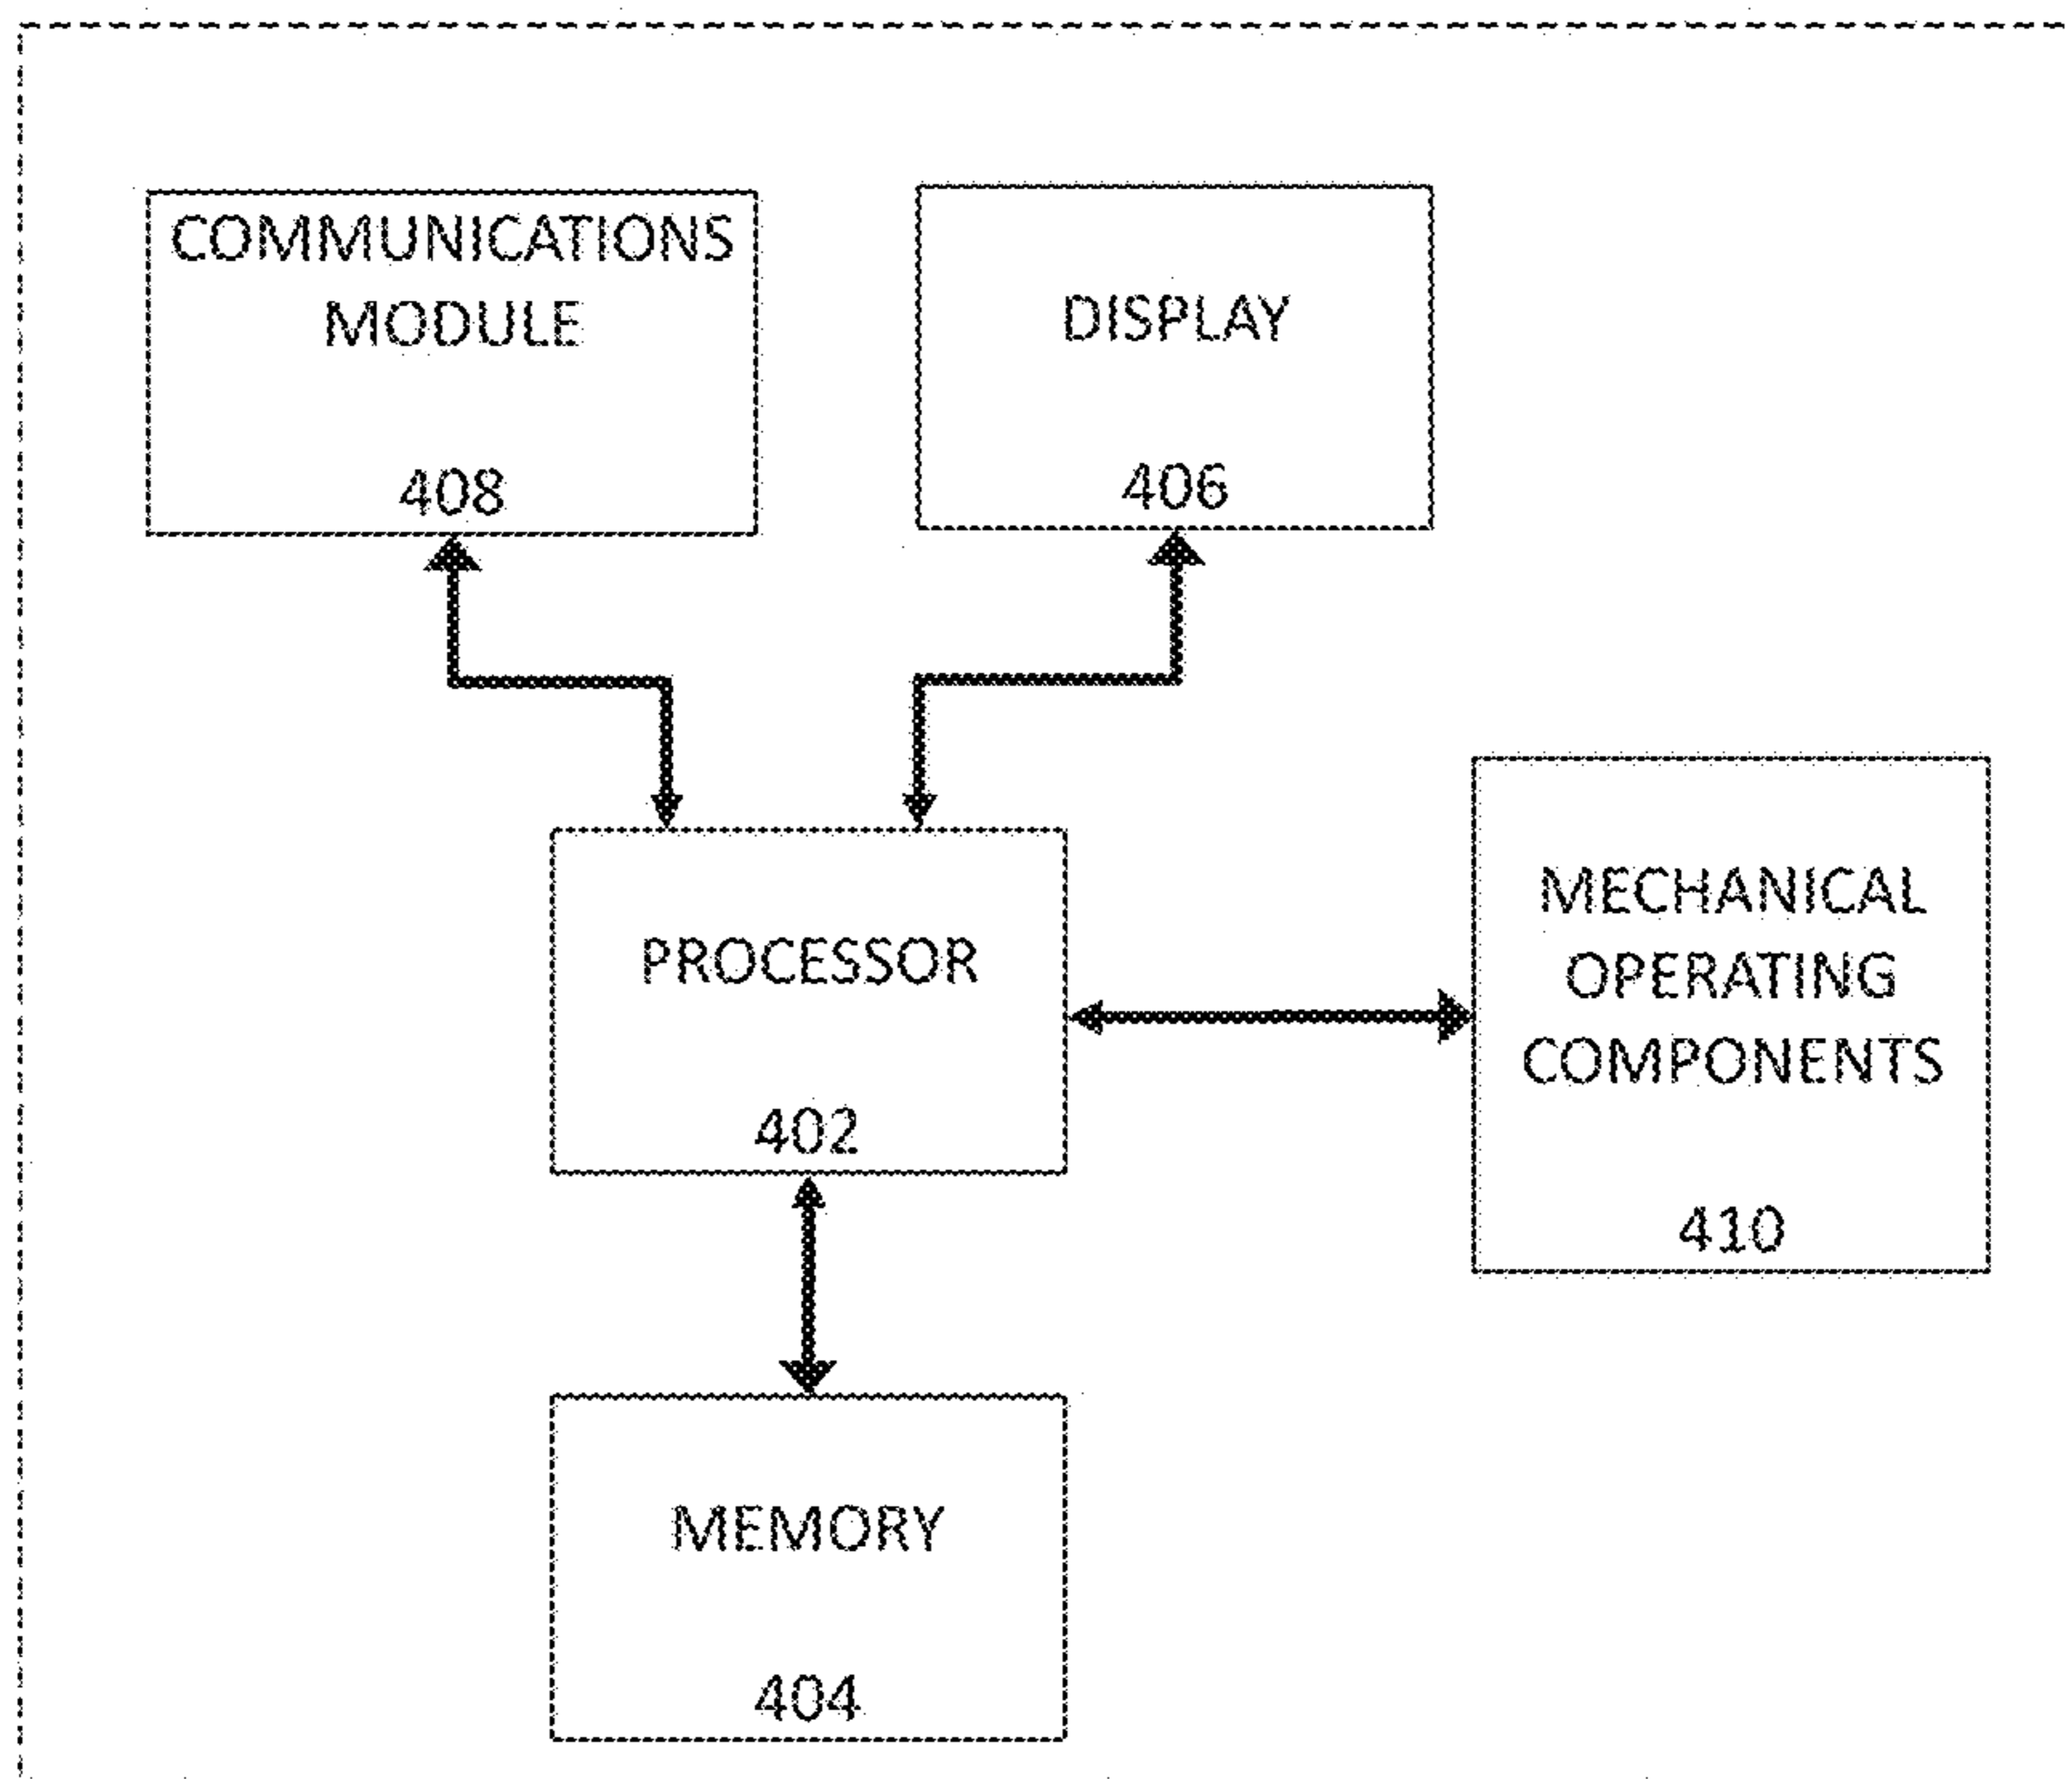 COMMUNICATIONS
MODULE
408
DISPLAY
406
PROCESSOR
402
MECHANICAL
OPERATING
COMPONENTS
410
MEMORY
404